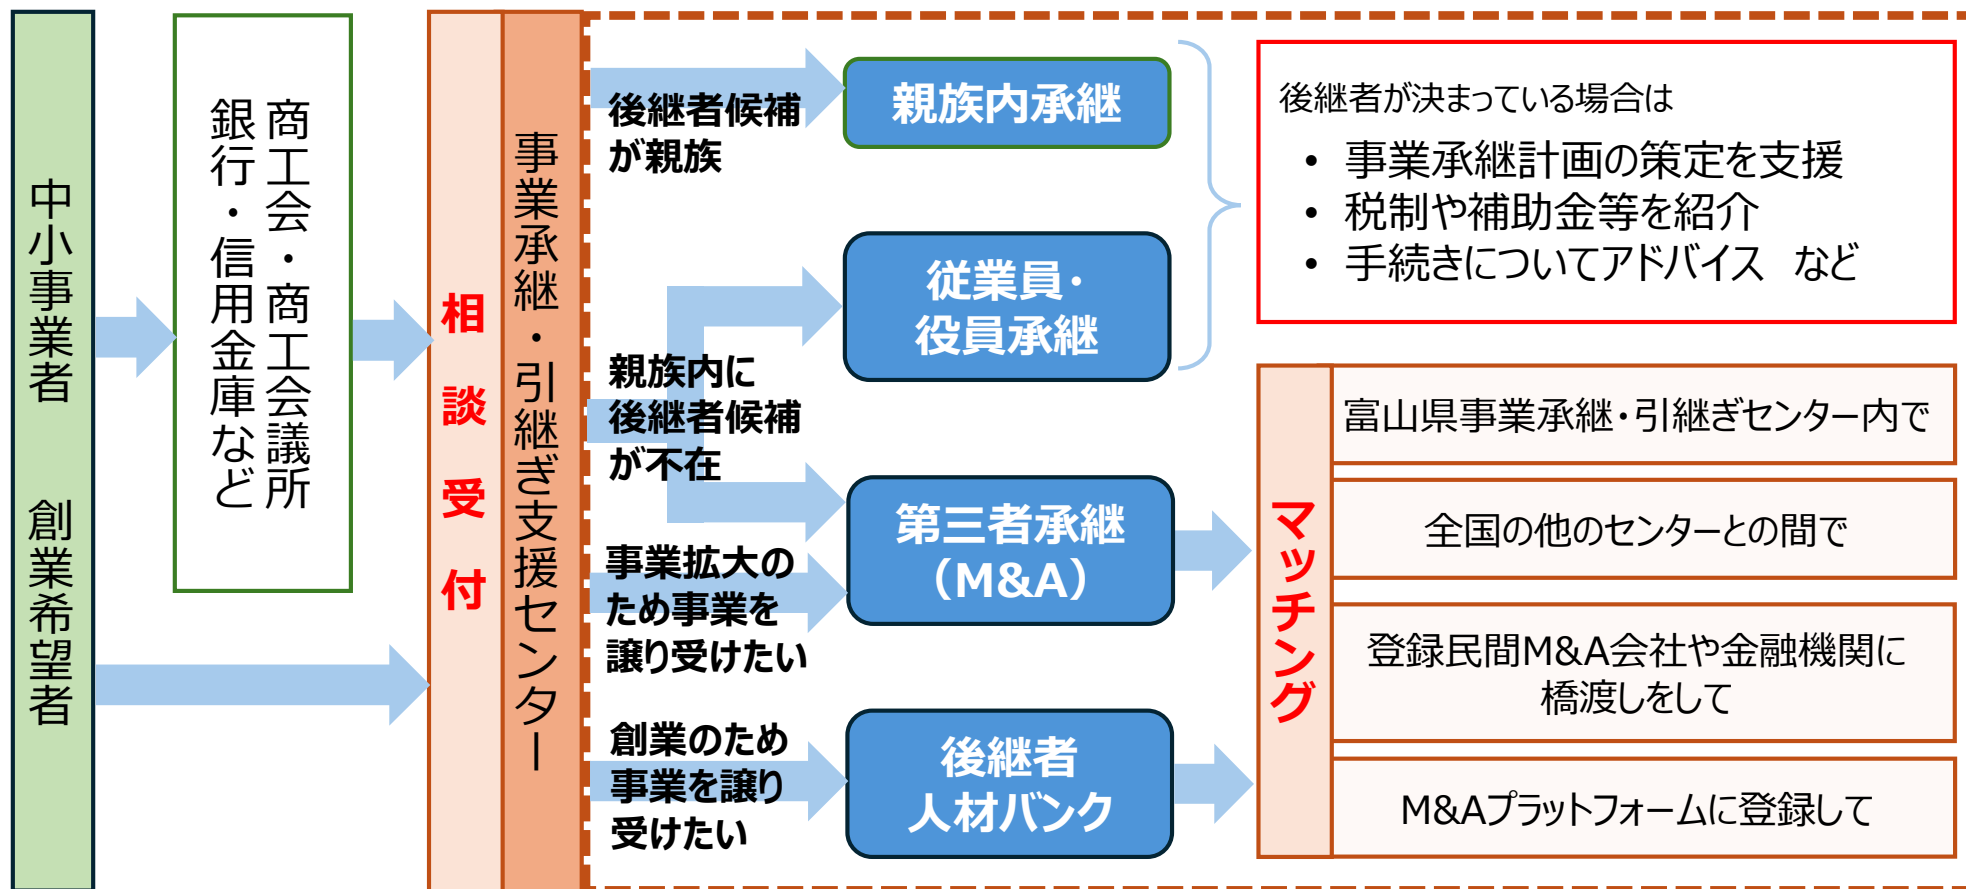 中小事業者　創業希望者
商工会・商工会議所
銀行・信用金庫など
相談受付
事業承継・引継ぎ支援センター
後継者候補
が親族
親族内に
後継者候補
が不在
事業拡大の
ため事業を
譲り受けたい
創業のため
事業を譲り
受けたい
親族内承継
従業員・
役員承継
第三者承継
（M&A）
後継者
人材バンク
後継者が決まっている場合は
• 事業承継計画の策定を支援
• 税制や補助金等を紹介
• 手続きについてアドバイス　など
マッチング
富山県事業承継・引継ぎセンター内で
全国の他のセンターとの間で
登録民間M&A会社や金融機関に
橋渡しをして
M&Aプラットフォームに登録して